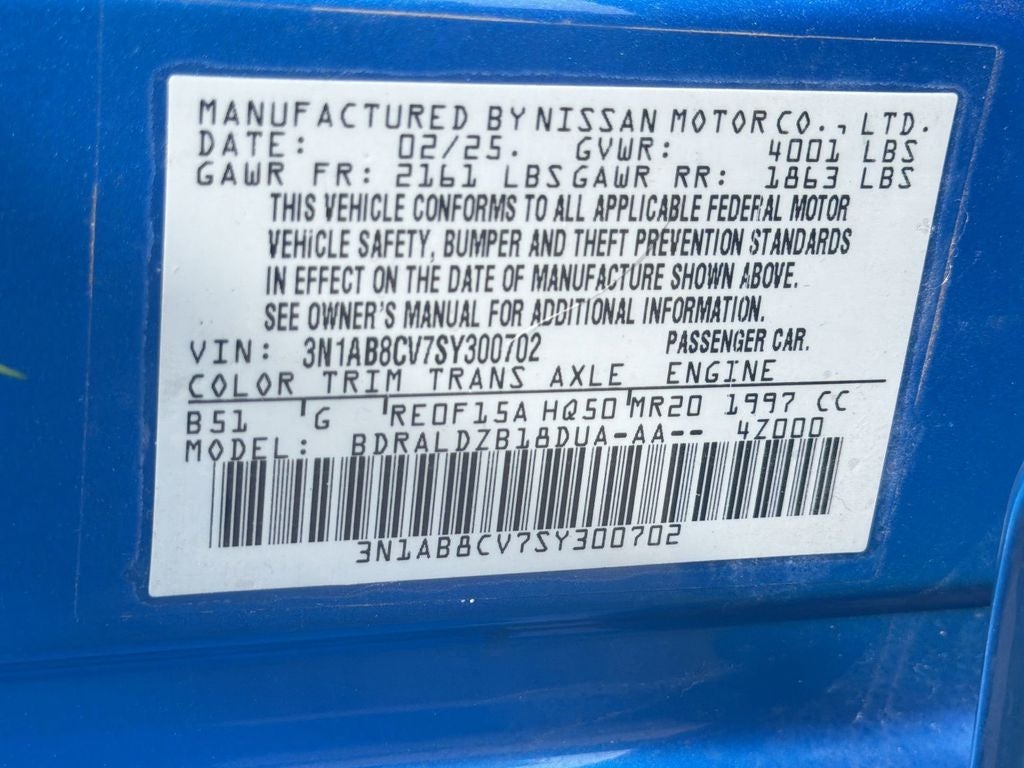 MANUFACTURED BY NISSAN MOTOR CO., LTD.
DATE: 02/25. GVWR: 4001 LBS
GAWR FR: 2161 LBS GAWR RR: 1863 LBS
THIS VEHICLE CONFORMS TO ALL APPLICABLE FEDERAL MOTOR
VEHICLE SAFETY, BUMPER AND THEFT PREVENTION STANDARDS
IN EFFECT ON THE DATE OF MANUFACTURE SHOWN ABOVE.
SEE OWNER'S MANUAL FOR ADDITIONAL INFORMATION.
VIN: 3N1AB8CV7SY300702 PASSENGER CAR.
COLOR TRIM TRANS AXLE ENGINE
B51 G RE0F15A HQ50 MR20 1997 CC
MODEL: BDRALDZB18DUA-AA-- 4Z000
3N1AB8CV7SY300702